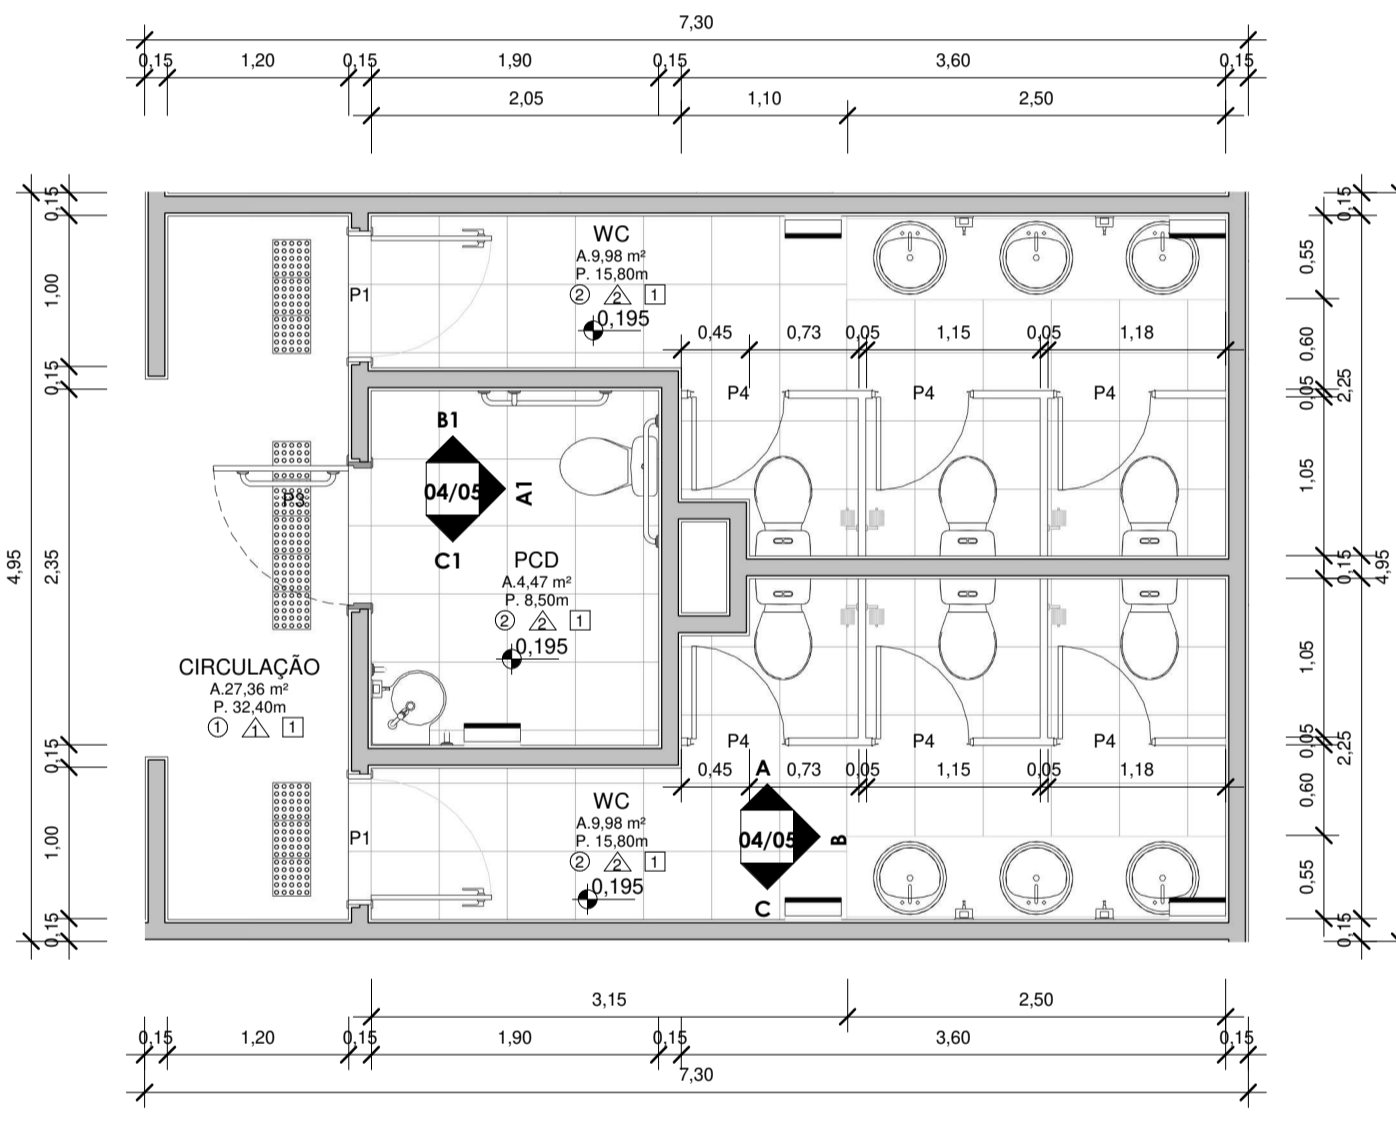 7,30
0,15 1,20 0,15 1,90 0,15 3,60 0,15
2,05 1,10 2,50
0,15
1,00
0,15
2,35
4,95
0,15
1,00
0,15
0,15
0,55
0,60
0,05
2,25
1,05
0,15
4,95
1,05
0,05
2,25
0,60
0,55
0,15
WC
A.9,98 m²
P. 15,80m
2 2 1
0,195
P1
0,45 0,73 0,05 1,15 0,05 1,18
P4 P4 P4
B1
04/05
A1
C1
PCD
A.4,47 m²
P. 8,50m
2 2 1
0,195
CIRCULAÇÃO
A.27,36 m²
P. 32,40m
1 1 1
P4 P4 P4
0,45 0,73 0,05 1,15 0,05 1,18
P1
WC
A.9,98 m²
P. 15,80m
2 2 1
0,195
A
04/05
B
C
3,15 2,50
0,15 1,20 0,15 1,90 0,15 3,60 0,15
7,30